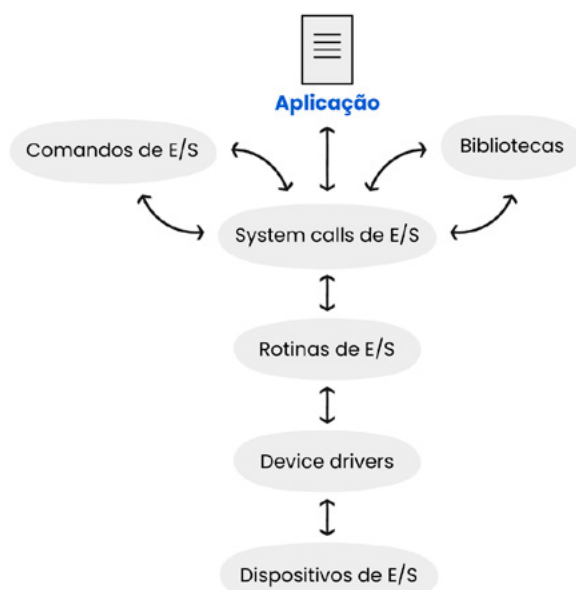 Aplicação
Comandos de E/S
Bibliotecas
System calls de E/S
Rotinas de E/S
Device drivers
Dispositivos de E/S